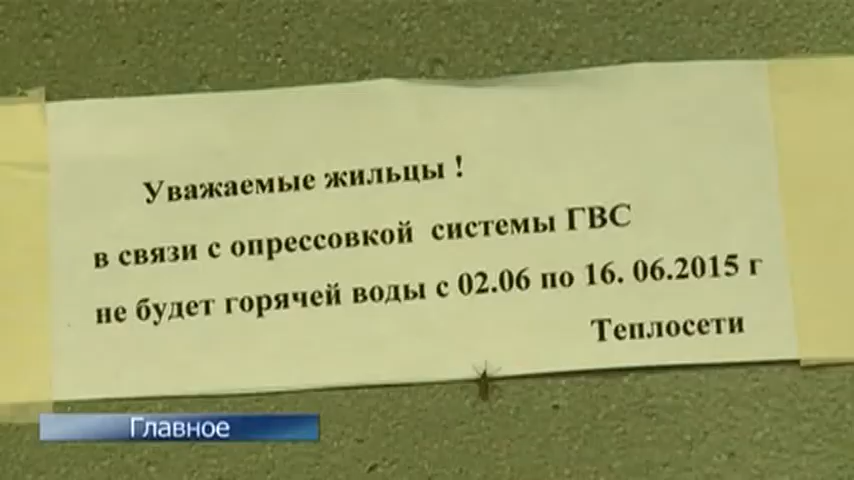 Уважаемые жильцы !
в связи с опрессовкой системы ГВС
не будет горячей воды с 02.06 по 16. 06.2015 г
Теплосети
Главное